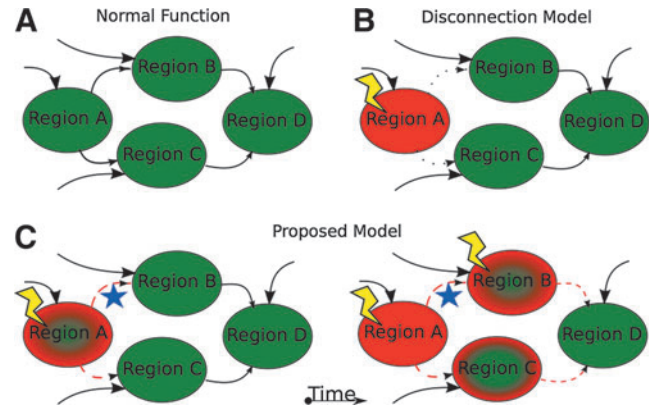 A
Normal Function
Region A
Region B
Region C
Region D
B
Disconnection Model
Region A
Region B
Region C
Region D
C
Proposed Model
Region A
Region B
Region C
Region D
Time
Region A
Region B
Region C
Region D